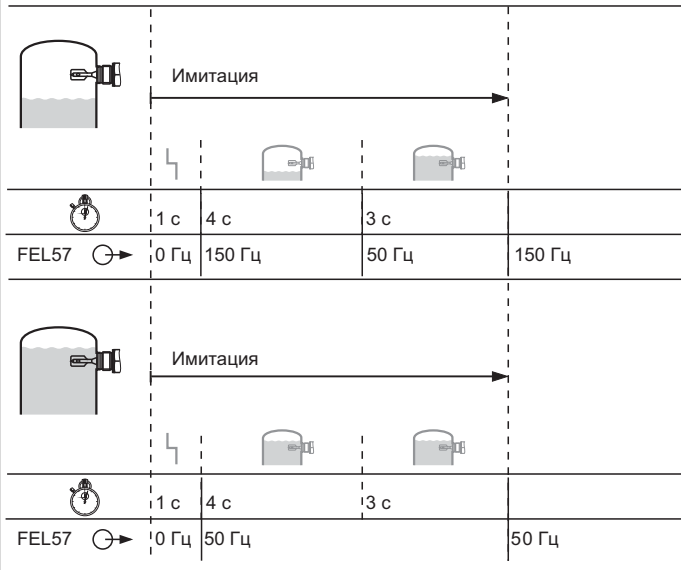 Имитация
1 с 4 с 3 с
FEL57 0 Гц 150 Гц 50 Гц 150 Гц
Имитация
1 с 4 с 3 с
FEL57 0 Гц 50 Гц 50 Гц